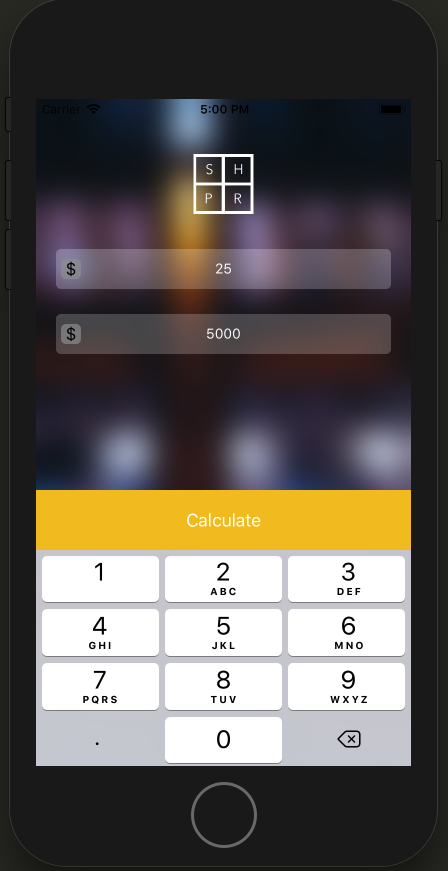 Carrier 5:00 PM
S H
P R
$ 25
$ 5000
Calculate
1 2 3
ABC DEF
4 5 6
GHI JKL MNO
7 8 9
PQRS TUV WXYZ
. 0